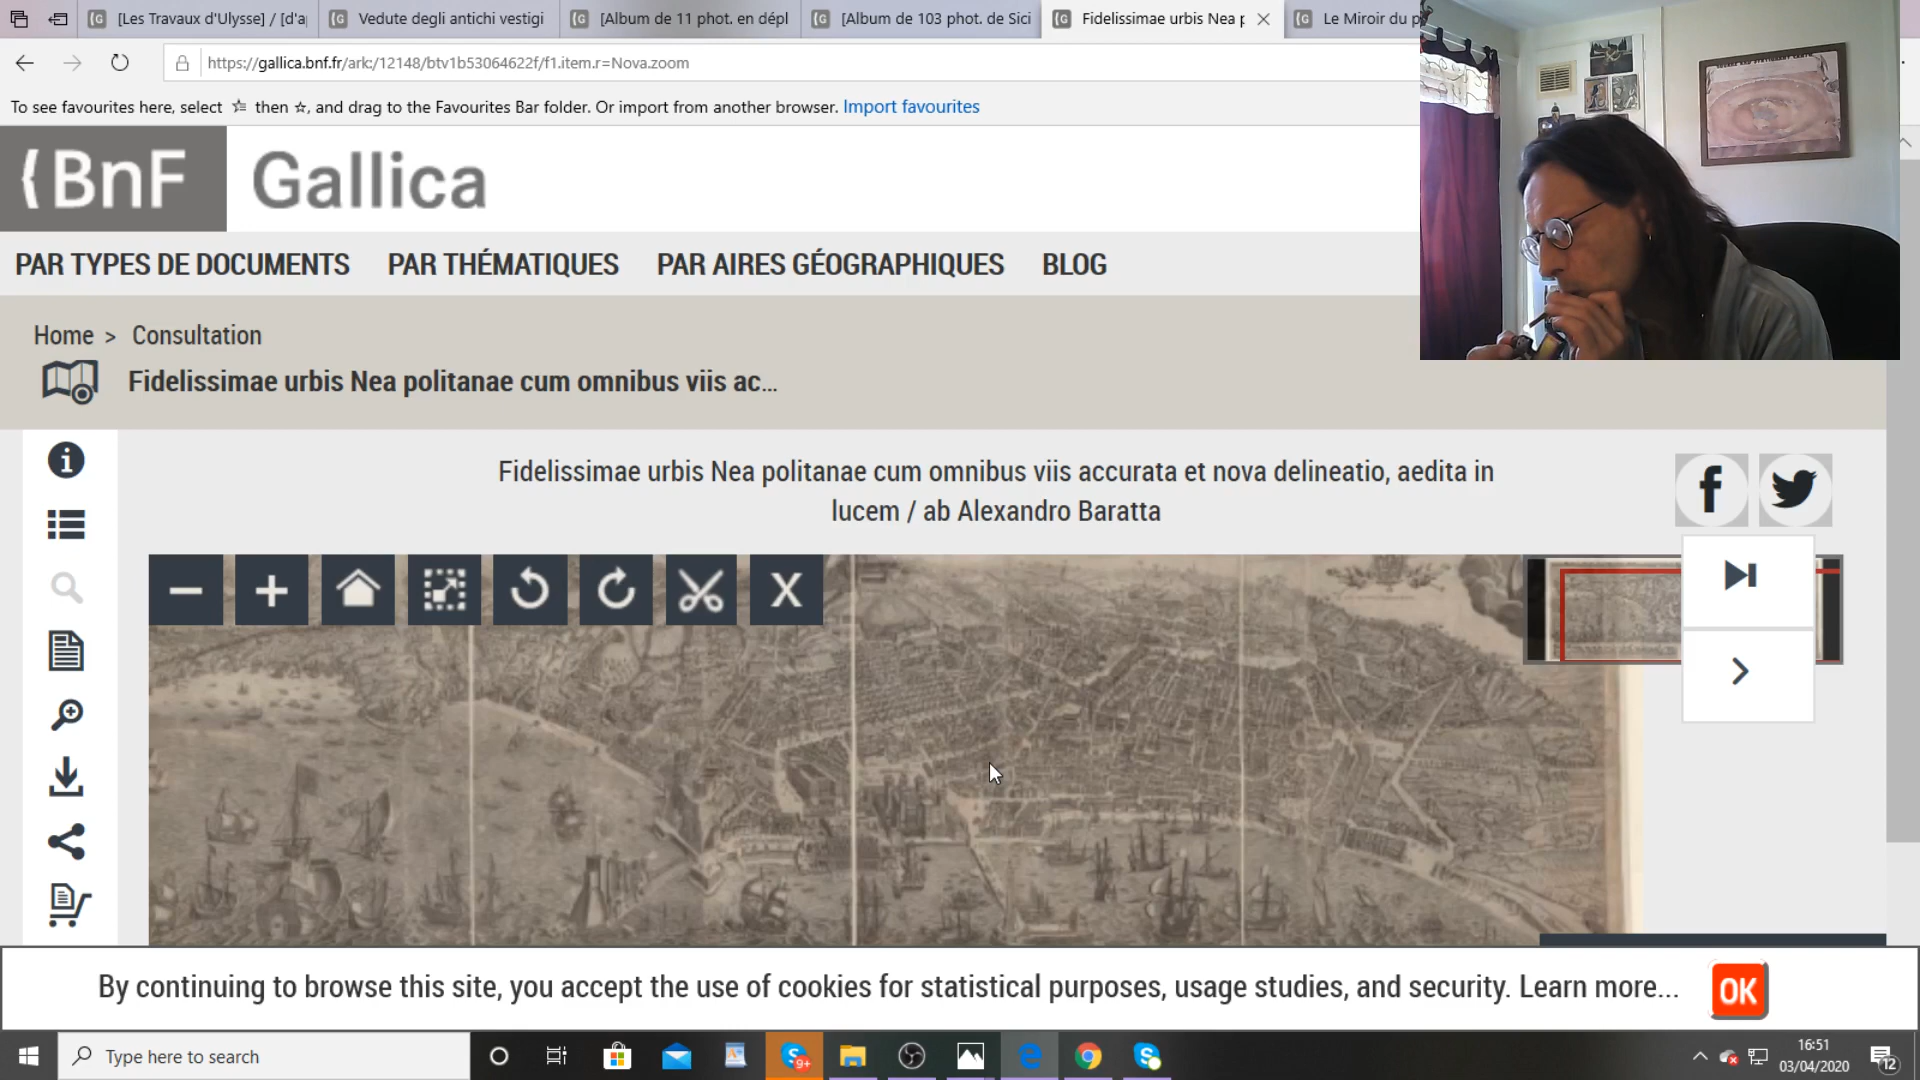 [Les Travaux d'Ulysse] / [d'a
Vedute degli antichi vestigi
[Album de 11 phot. en dépl
[Album de 103 phot. de Sici
Fidelissimae urbis Nea p
Le Miroir du p
https://gallica.bnf.fr/ark:/12148/btv1b53064622f/f1.item.r=Nova.zoom
To see favourites here, select then , and drag to the Favourites Bar folder. Or import from another browser. Import favourites
BnF Gallica
PAR TYPES DE DOCUMENTS PAR THÉMATIQUES PAR AIRES GÉOGRAPHIQUES BLOG
Home > Consultation
Fidelissimae urbis Nea politanae cum omnibus viis ac...
Fidelissimae urbis Nea politanae cum omnibus viis accurata et nova delineatio, aedita in
lucem / ab Alexandro Baratta
X
By continuing to browse this site, you accept the use of cookies for statistical purposes, usage studies, and security. Learn more...
OK
Type here to search
9+
16:51
03/04/2020
12